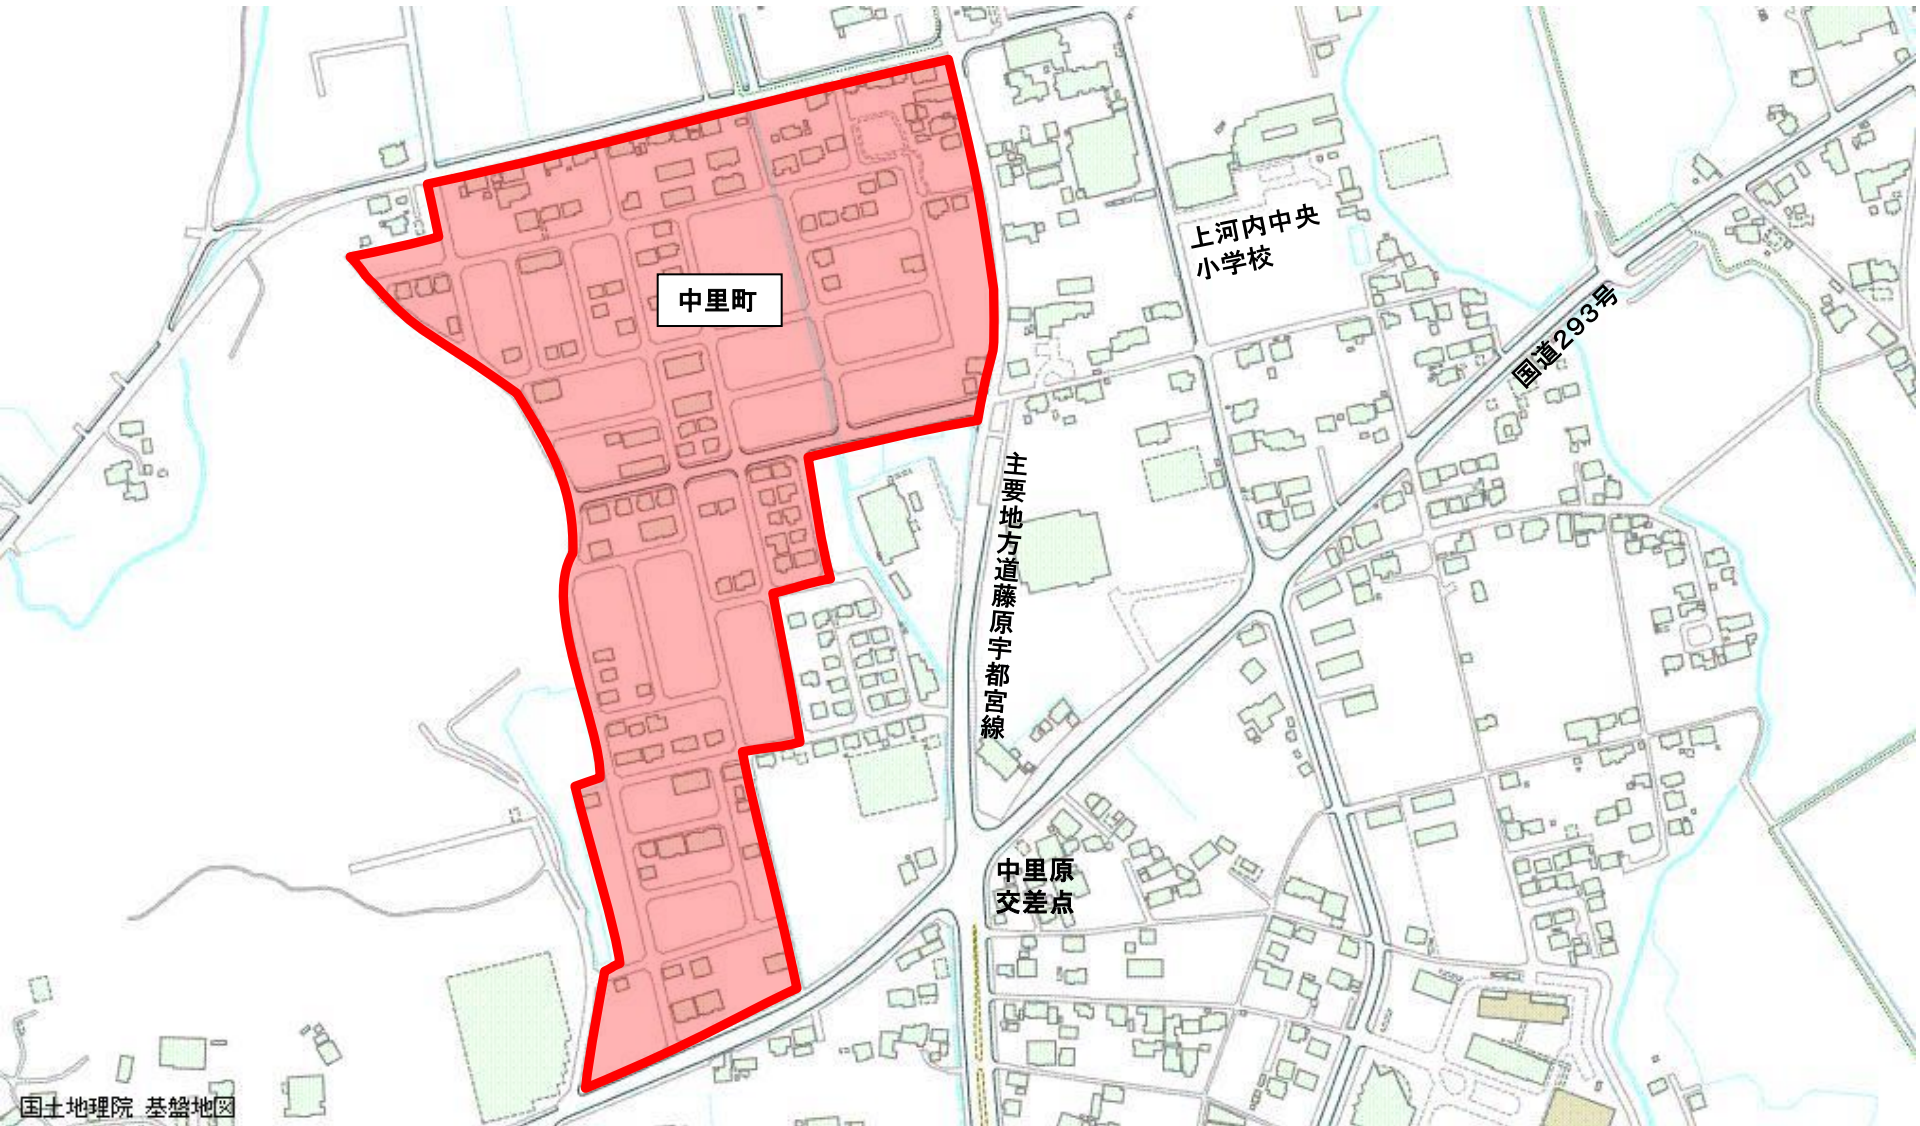 上河内中央
小学校
中里町
国道293号
主要地方道藤原宇都宮線
中里原
交差点
国土地理院 基盤地図